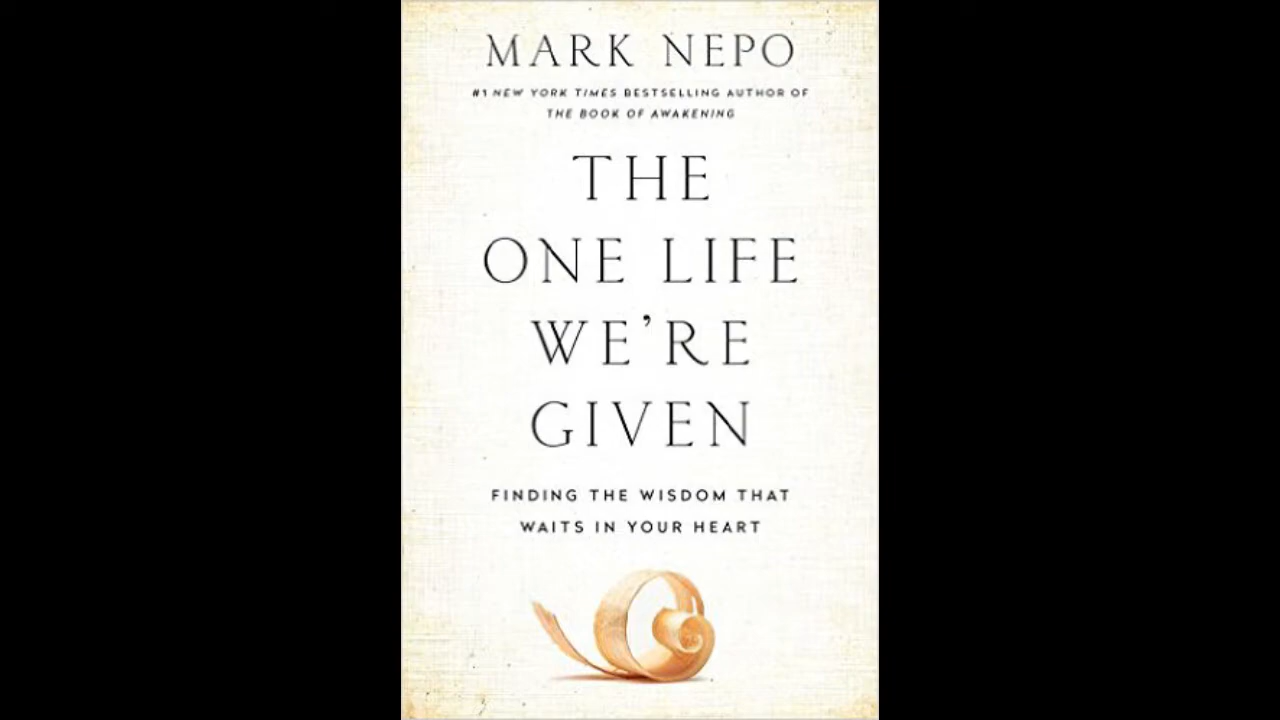 MARK NEPO
#1 NEW YORK TIMES BESTSELLING AUTHOR OF
THE BOOK OF AWAKENING
THE
ONE LIFE
WE'RE
GIVEN
FINDING THE WISDOM THAT
WAITS IN YOUR HEART